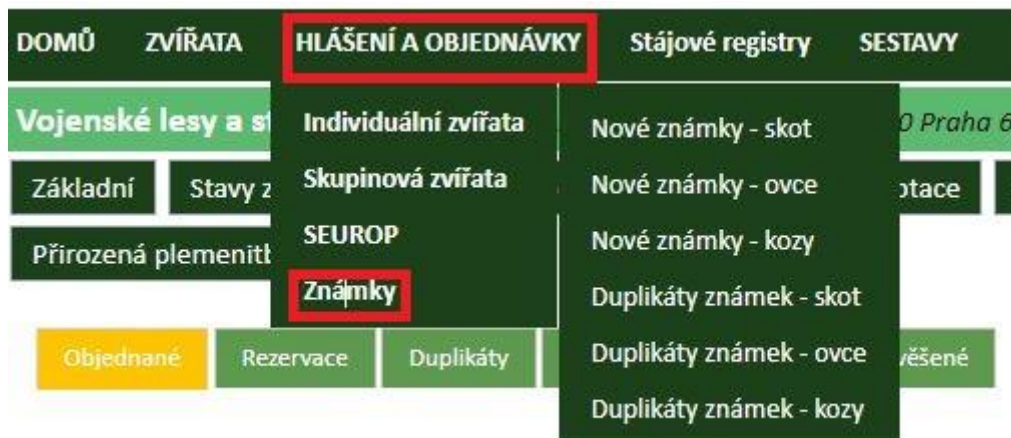 DOMŮ ZVÍŘATA HLÁŠENÍ A OBJEDNÁVKY Stájové registry SESTAVY
Vojenské lesy a Praha 6
Individuální zvířata
Nové známky - skot
Základní Stavy
Skupinová zvířata
Nové známky - ovce
Přirozená
SEUROP
Nové známky - kozy
Známky
Duplikáty známek - skot
Objednané Rezervace Duplikáty
Duplikáty známek - ovce
Duplikáty známek - kozy